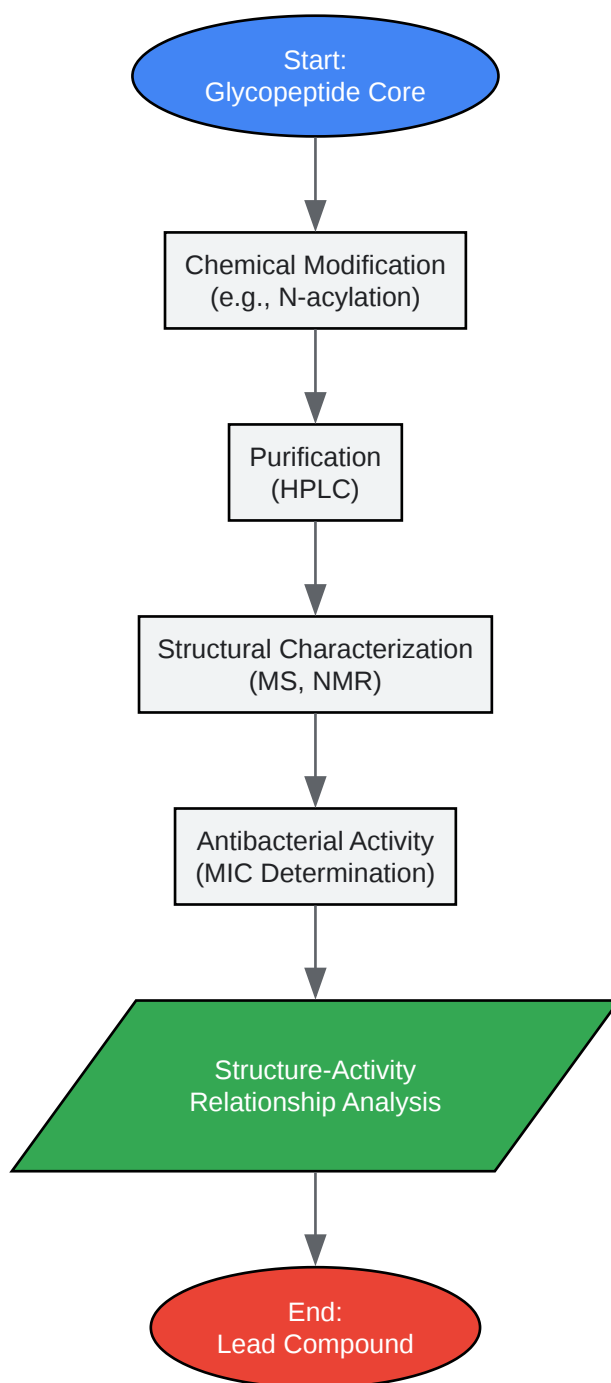 Start:
Glycopeptide Core
Chemical Modification
(e.g., N-acylation)
Purification
(HPLC)
Structural Characterization
(MS, NMR)
Antibacterial Activity
(MIC Determination)
Structure-Activity
Relationship Analysis
End:
Lead Compound